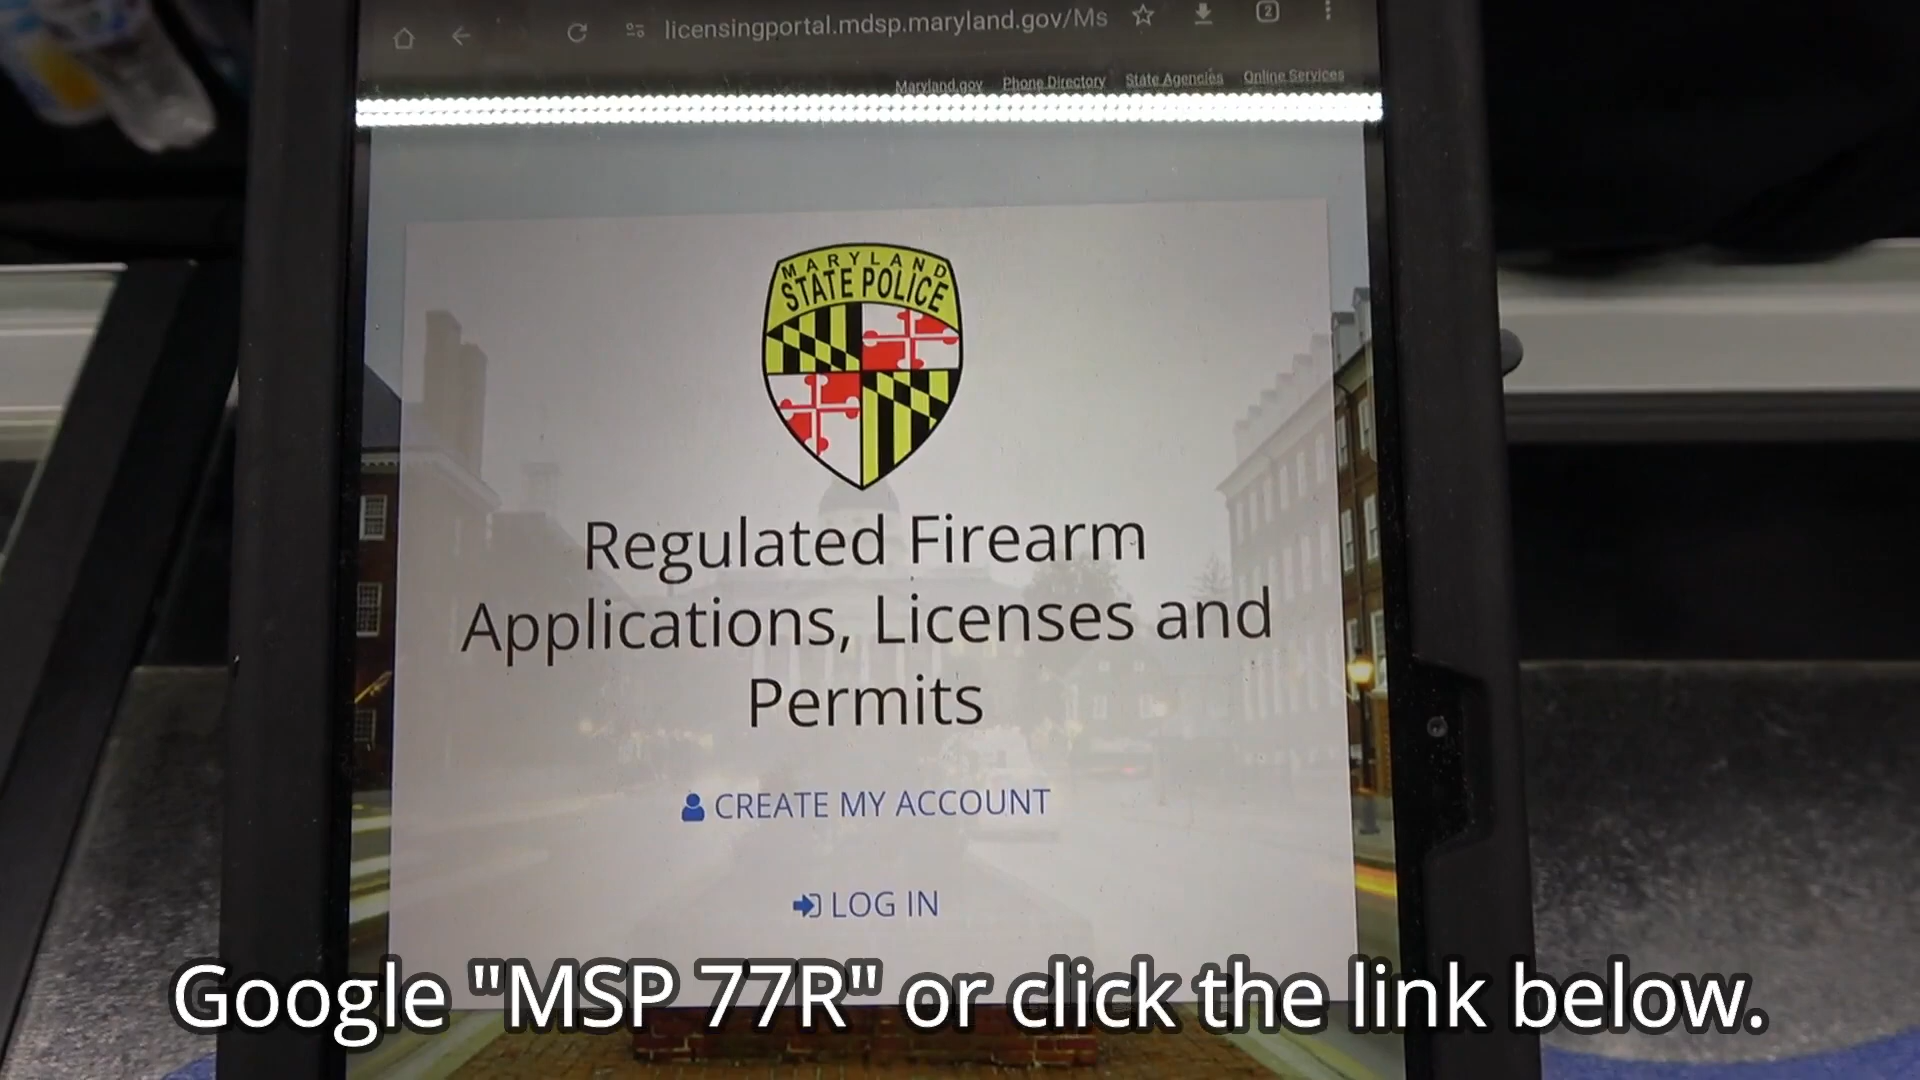 licensingportal.mdsp.maryland.gov/Ms
2
Maryland.gov Phone Directory State Agencies Online Services
MARYLAND
STATE POLICE
Regulated Firearm
Applications, Licenses and
Permits
CREATE MY ACCOUNT
LOG IN
Google "MSP 77R" or click the link below.